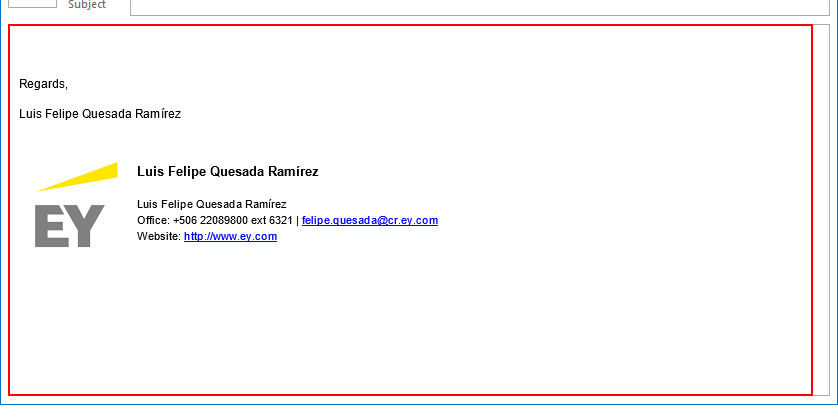 Subject
Regards,
Luis Felipe Quesada Ramírez
EY
Luis Felipe Quesada Ramírez
Luis Felipe Quesada Ramírez
Office: +506 22089800 ext 6321 | felipe.quesada@cr.ey.com
Website: http://www.ey.com